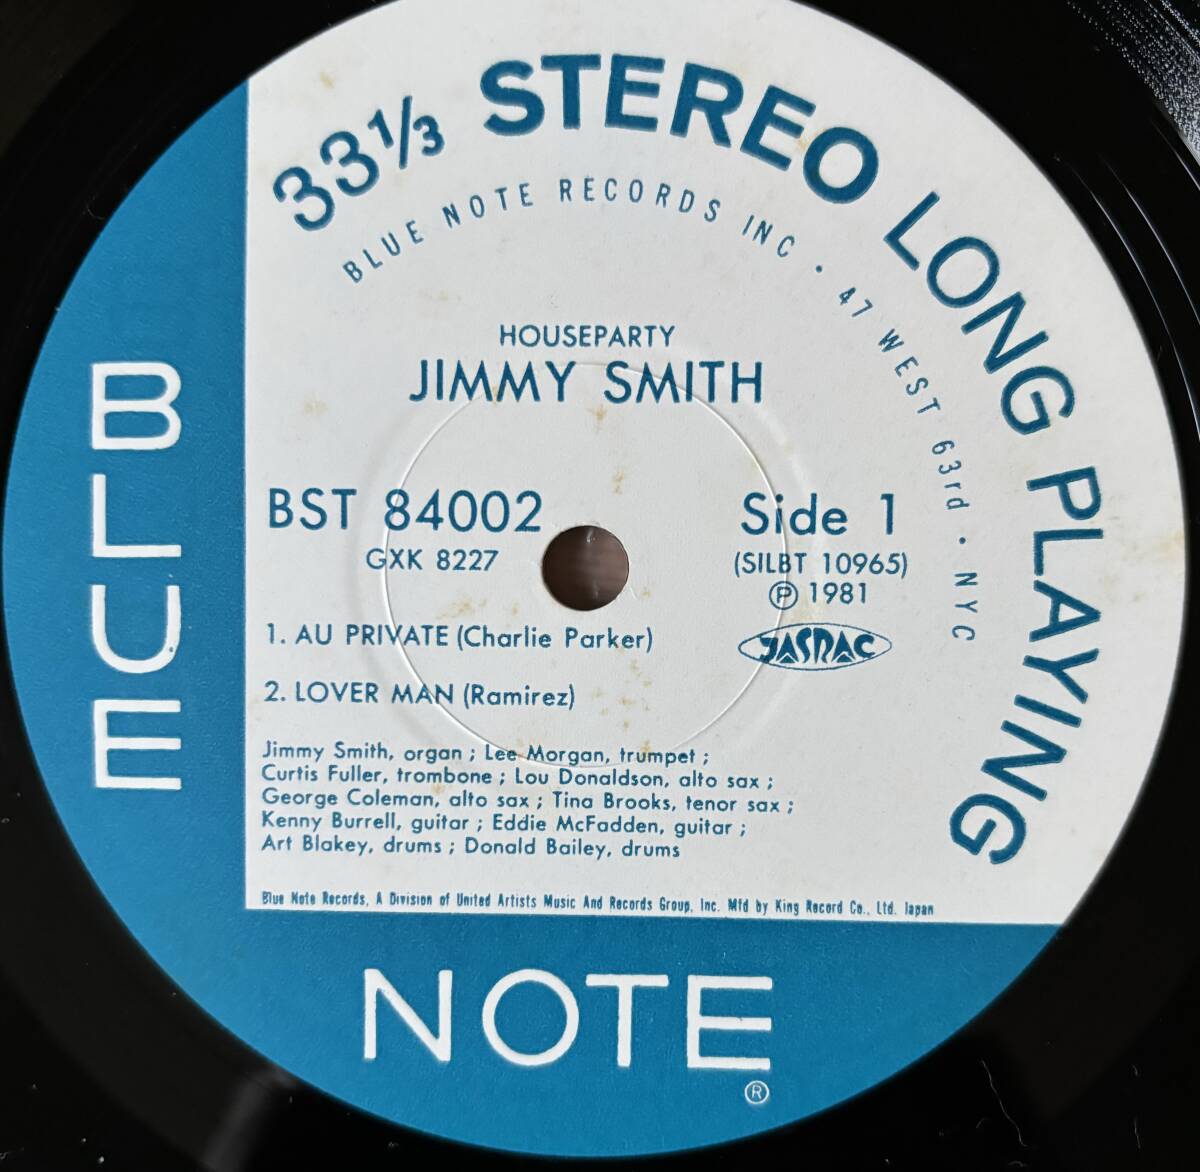 33⅓ STEREO LONG PLAYING
BLUE NOTE RECORDS INC · 47 WEST 63rd · NYC
HOUSEPARTY
JIMMY SMITH
BST 84002
GXK 8227
Side 1
(SILBT 10965)
Ⓟ 1981
JASRAC
1. AU PRIVATE (Charlie Parker)
2. LOVER MAN (Ramirez)
Jimmy Smith, organ ; Lee Morgan, trumpet ;
Curtis Fuller, trombone ; Lou Donaldson, alto sax ;
George Coleman, alto sax ; Tina Brooks, tenor sax ;
Kenny Burrell, guitar ; Eddie McFadden, guitar ;
Art Blakey, drums ; Donald Bailey, drums
Blue Note Records, A Division of United Artists Music And Records Group, Inc. Mfd by King Record Co., Ltd. Japan
BLUE
NOTE
®